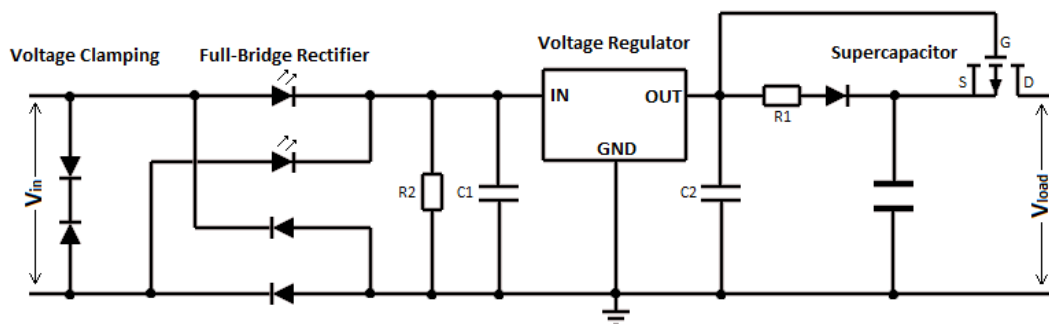 Voltage Clamping
Full-Bridge Rectifier
Voltage Regulator
Supercapacitor
G
S
D
IN
OUT
R1
GND
R2
C1
C2
Vin
Vload